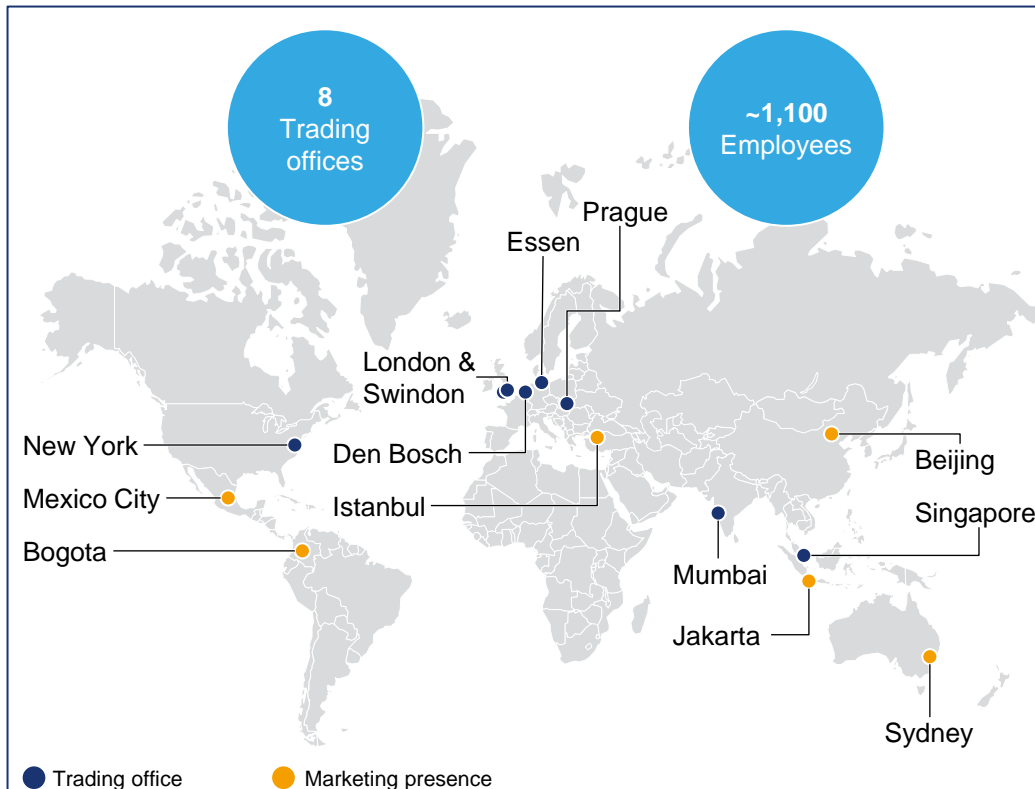 8
Trading
offices
~1,100
Employees
Prague
Essen
London &
Swindon
New York
Den Bosch
Beijing
Mexico City
Istanbul
Singapore
Bogota
Mumbai
Jakarta
Sydney
Trading office
Marketing presence